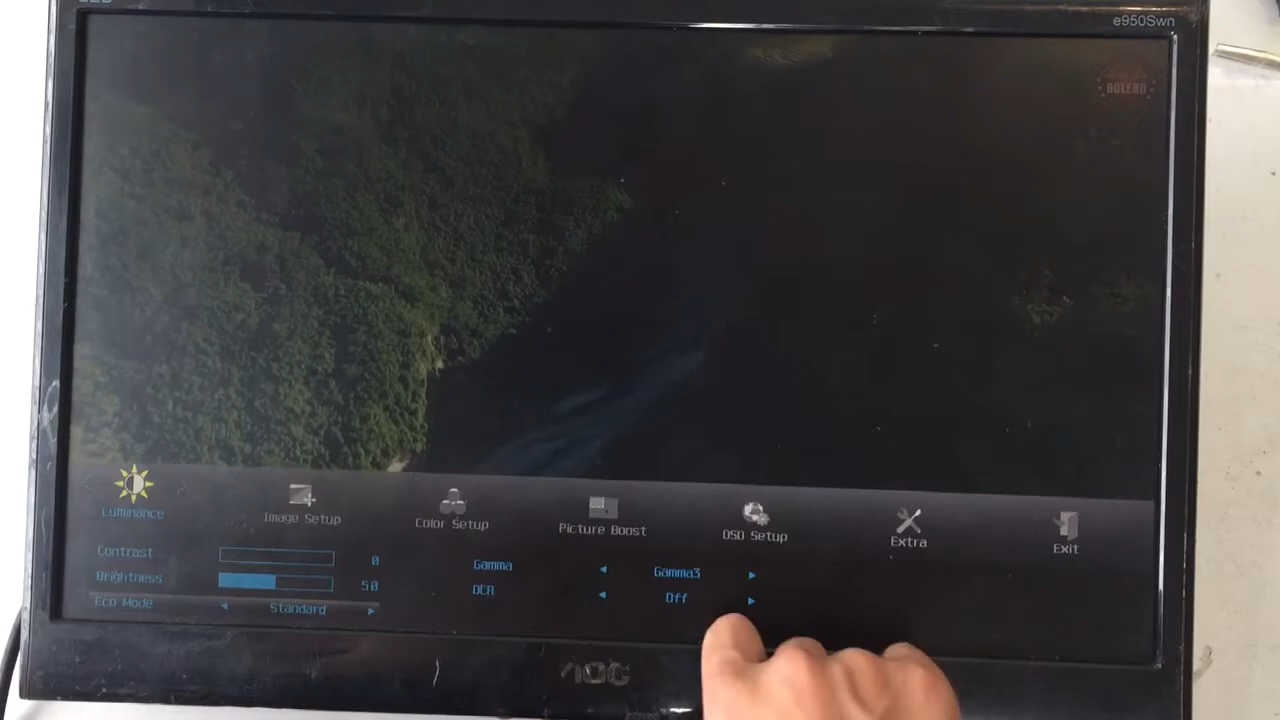 e950Swn
BOLERO
Luminance
Image Setup
Color Setup
Picture Boost
OSD Setup
Extra
Exit
Contrast 0
Brightness 50
Eco Mode Standard
Gamma Gamma3
DCR Off
AOC